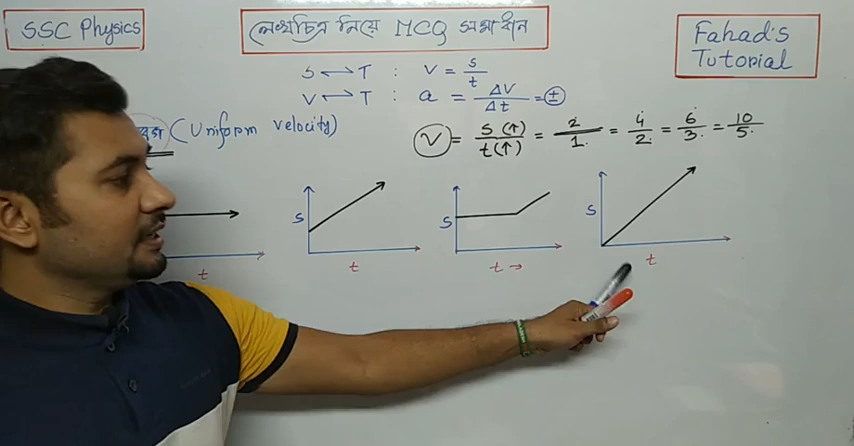 SSC Physics
লেখচিত্র নিয়ে MCQ সমাধান
Fahad's
Tutorial
S ⟷ T : v = s/t
V ⟷ T : a = ΔV/Δt = ±
(Uniform velocity)
V = s(↑)/t(↑) = 2/1 = 4/2 = 6/3 = 10/5
t
S
t
S
t →
S
t